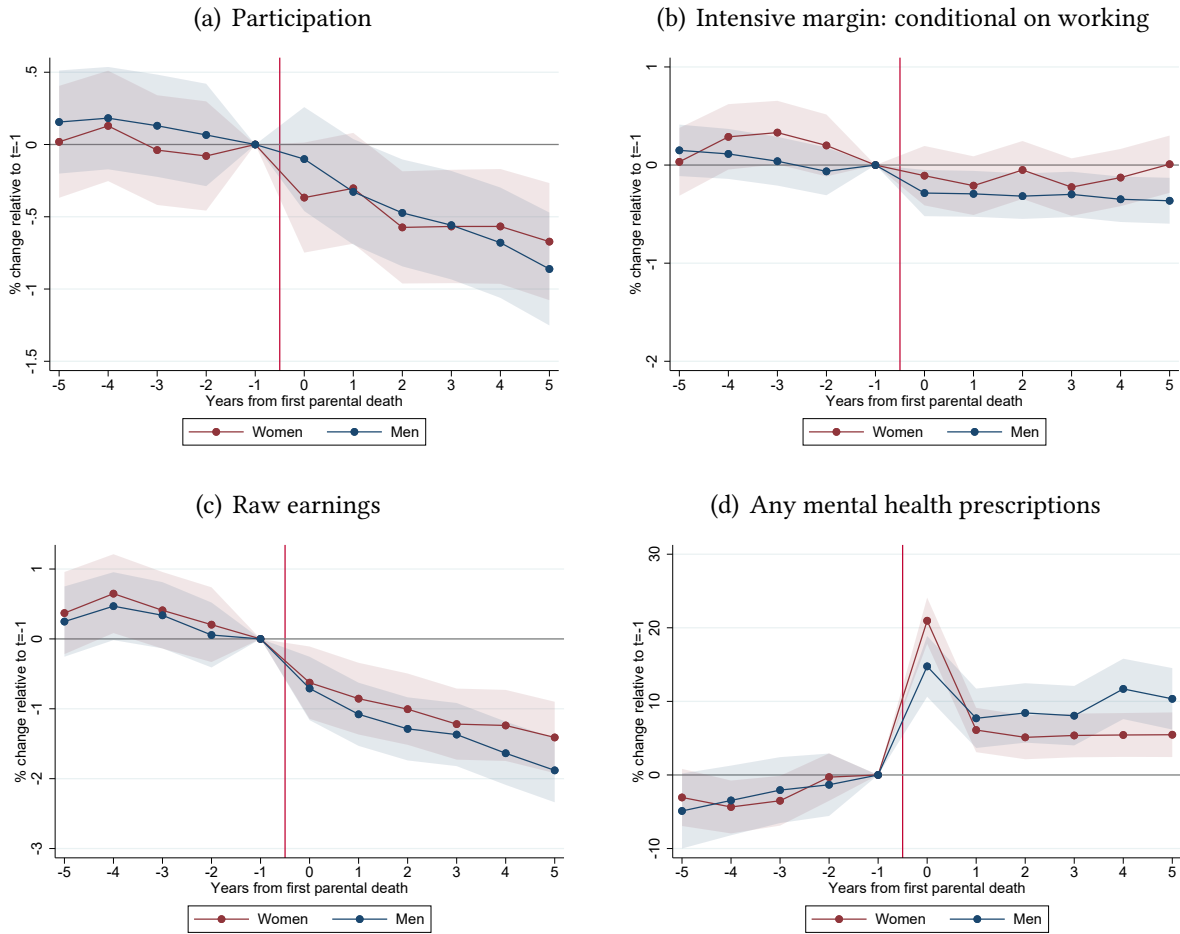 (a) Participation
% change relative to t=-1
.5
0
-.5
-1
-1.5
-5 -4 -3 -2 -1 0 1 2 3 4 5
Years from first parental death
Women Men
(b) Intensive margin: conditional on working
% change relative to t=-1
1
0
-1
-2
-5 -4 -3 -2 -1 0 1 2 3 4 5
Years from first parental death
Women Men
(c) Raw earnings
% change relative to t=-1
1
0
-1
-2
-3
-5 -4 -3 -2 -1 0 1 2 3 4 5
Years from first parental death
Women Men
(d) Any mental health prescriptions
% change relative to t=-1
30
20
10
0
-10
-5 -4 -3 -2 -1 0 1 2 3 4 5
Years from first parental death
Women Men